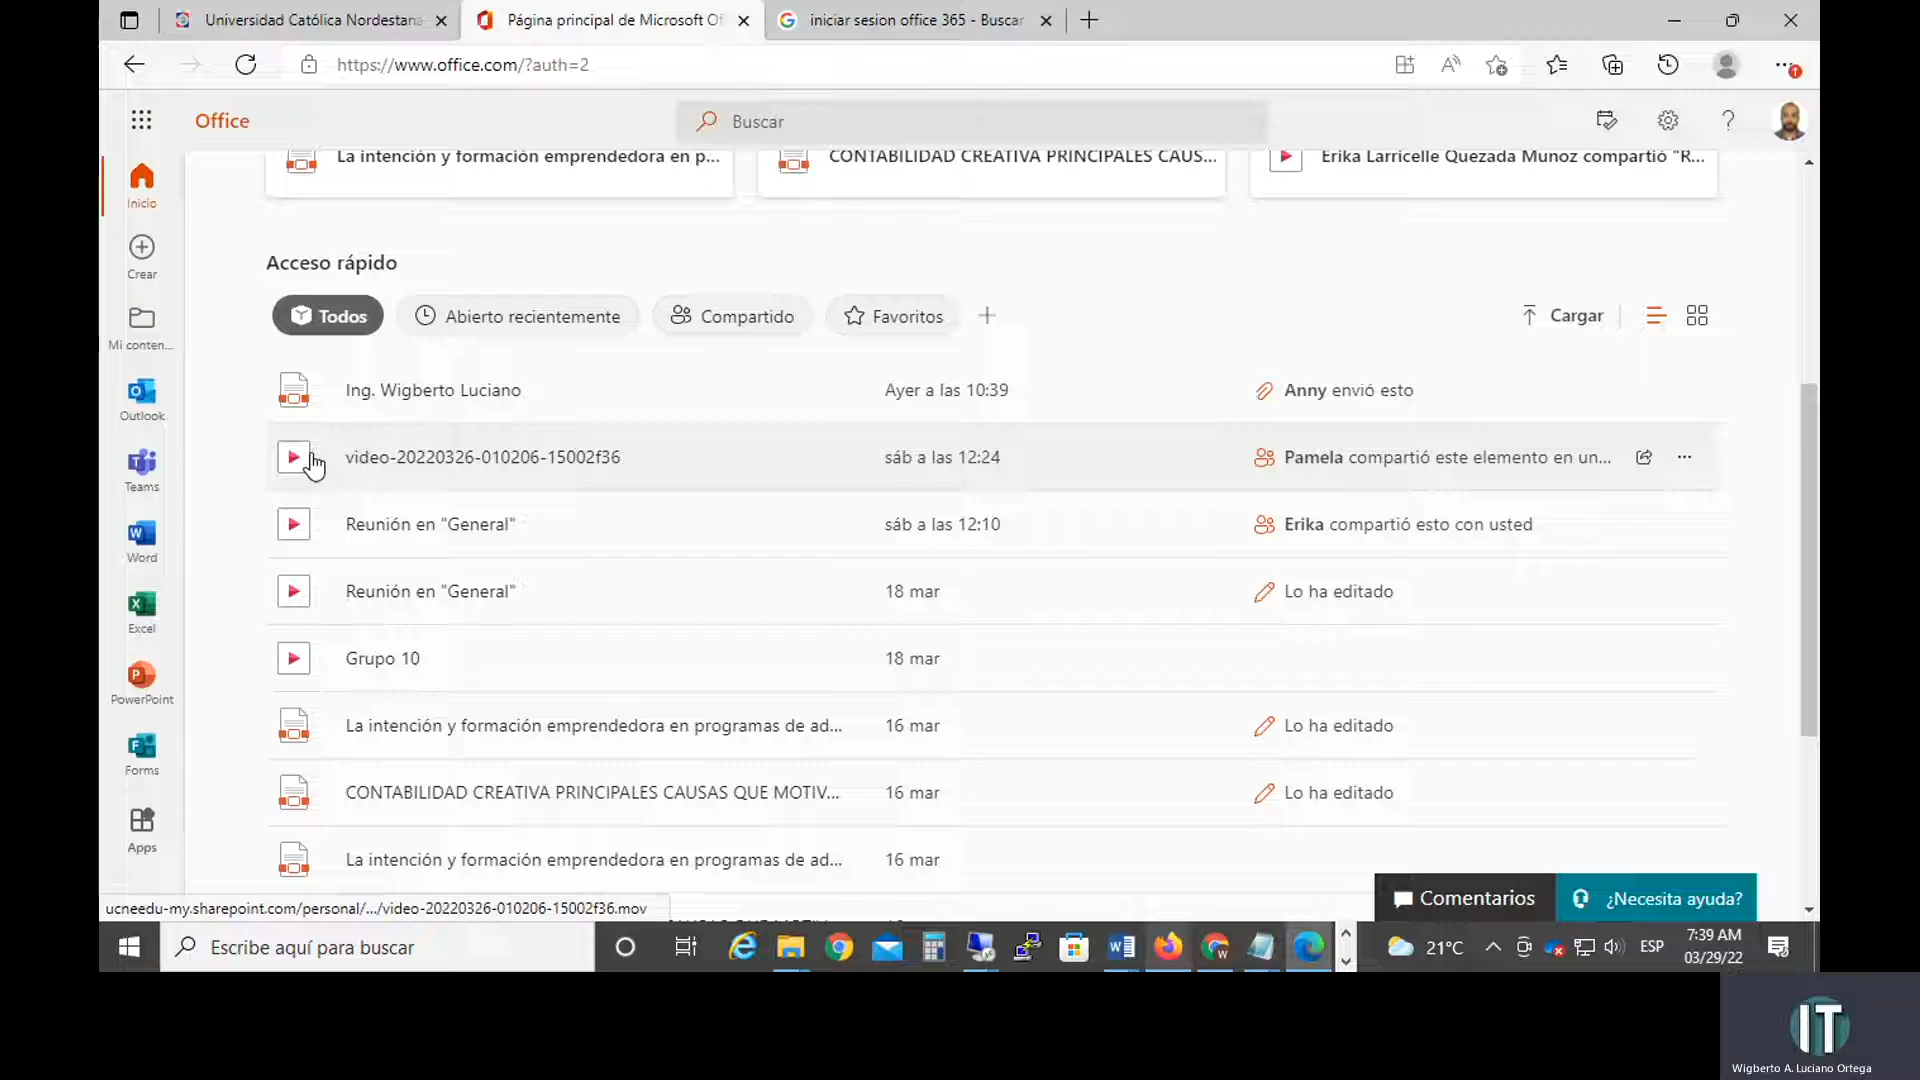 Universidad Católica Nordestana
Página principal de Microsoft Of
iniciar sesion office 365 - Buscar
https://www.office.com/?auth=2
Office
Buscar
La intención y formación emprendedora en p...
CONTABILIDAD CREATIVA PRINCIPALES CAUS...
Erika Larricelle Quezada Munoz compartió "R...
Inicio
Crear
Mi conten...
Outlook
Teams
Word
Excel
PowerPoint
Forms
Apps
Acceso rápido
Todos
Abierto recientemente
Compartido
Favoritos
Cargar
Ing. Wigberto Luciano Ayer a las 10:39 Anny envió esto
video-20220326-010206-15002f36 sáb a las 12:24 Pamela compartió este elemento en un...
Reunión en "General" sáb a las 12:10 Erika compartió esto con usted
Reunión en "General" 18 mar Lo ha editado
Grupo 10 18 mar
La intención y formación emprendedora en programas de ad... 16 mar Lo ha editado
CONTABILIDAD CREATIVA PRINCIPALES CAUSAS QUE MOTIV... 16 mar Lo ha editado
La intención y formación emprendedora en programas de ad... 16 mar
Comentarios
¿Necesita ayuda?
ucneedu-my.sharepoint.com/personal/.../video-20220326-010206-15002f36.mov
Escribe aquí para buscar
21°C
ESP
7:39 AM
03/29/22
IT
Wigberto A. Luciano Ortega